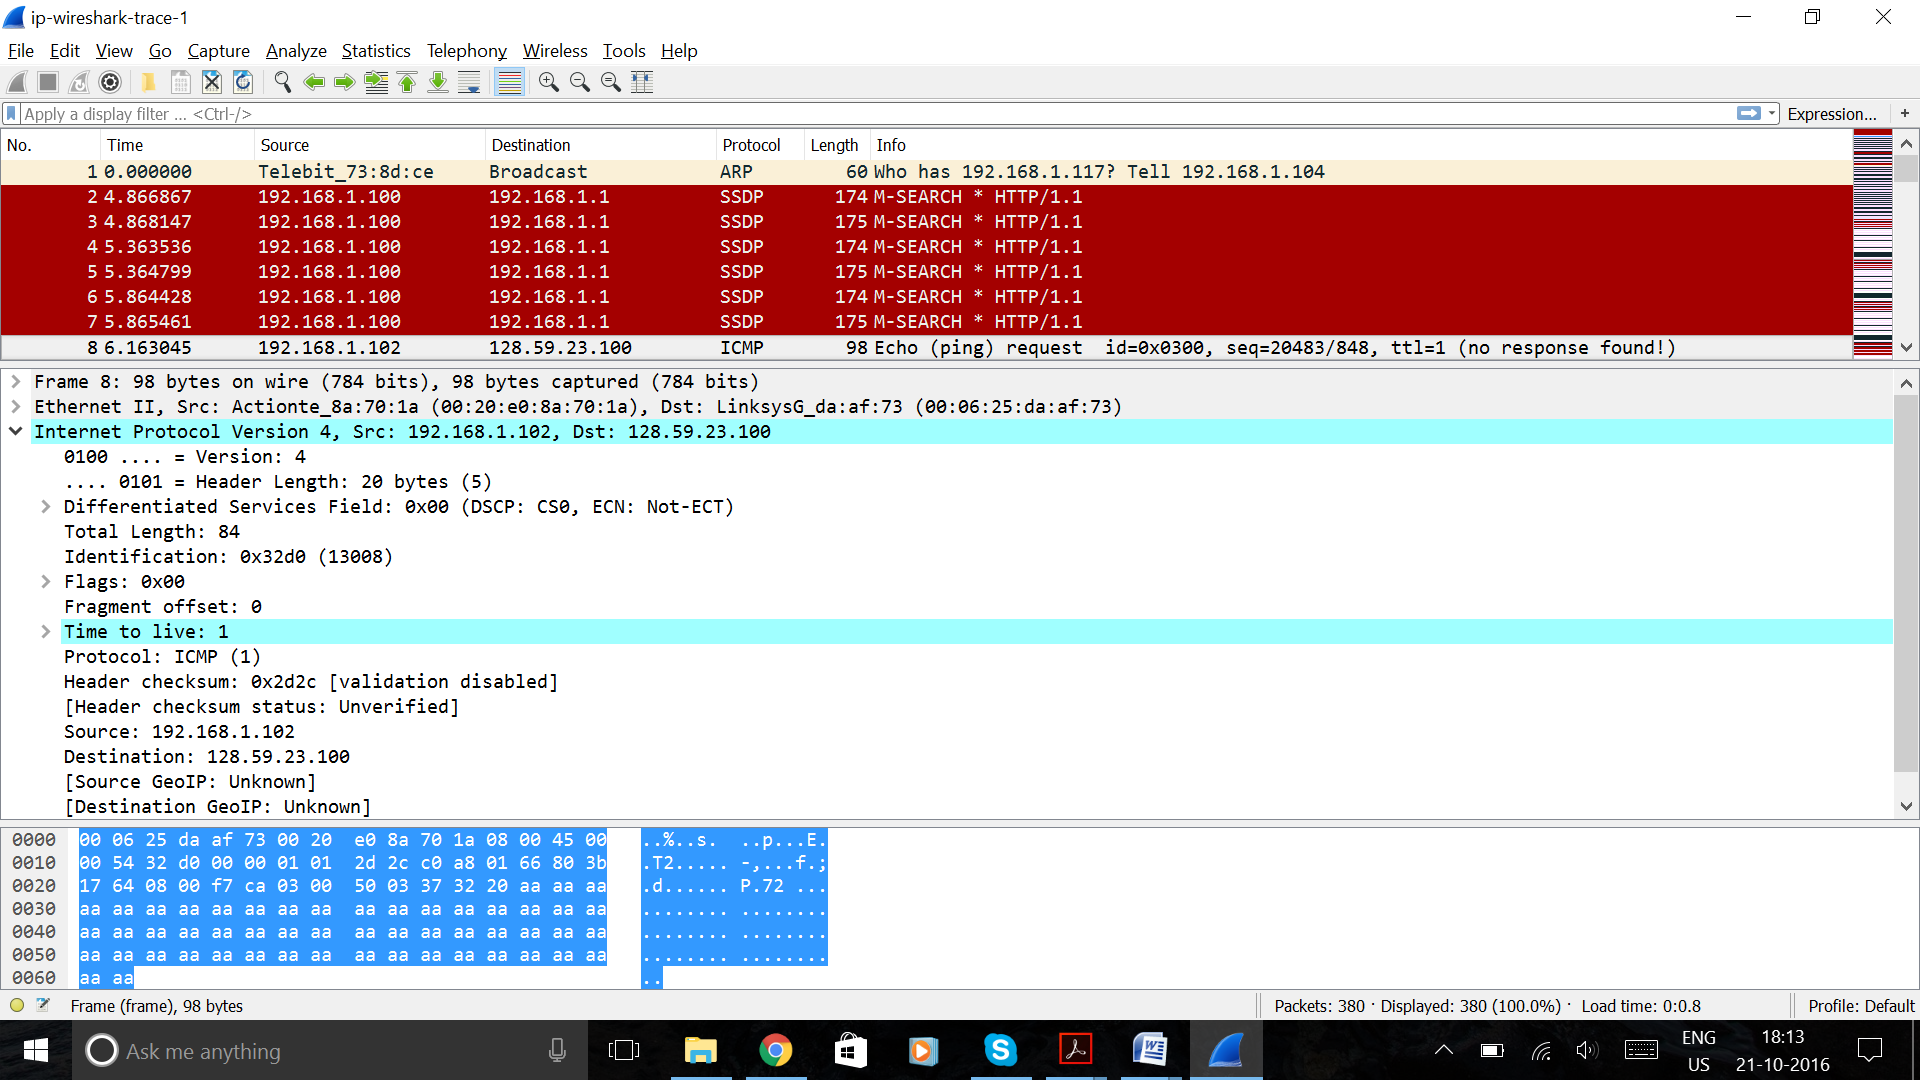 ip-wireshark-trace-1
File Edit View Go Capture Analyze Statistics Telephony Wireless Tools Help
Apply a display filter ... <Ctrl-/> Expression... +
No. Time Source Destination Protocol Length Info
1 0.000000 Telebit_73:8d:ce Broadcast ARP 60 Who has 192.168.1.117? Tell 192.168.1.104
2 4.866867 192.168.1.100 192.168.1.1 SSDP 174 M-SEARCH * HTTP/1.1
3 4.868147 192.168.1.100 192.168.1.1 SSDP 175 M-SEARCH * HTTP/1.1
4 5.363536 192.168.1.100 192.168.1.1 SSDP 174 M-SEARCH * HTTP/1.1
5 5.364799 192.168.1.100 192.168.1.1 SSDP 175 M-SEARCH * HTTP/1.1
6 5.864428 192.168.1.100 192.168.1.1 SSDP 174 M-SEARCH * HTTP/1.1
7 5.865461 192.168.1.100 192.168.1.1 SSDP 175 M-SEARCH * HTTP/1.1
8 6.163045 192.168.1.102 128.59.23.100 ICMP 98 Echo (ping) request id=0x0300, seq=20483/848, ttl=1 (no response found!)
Frame 8: 98 bytes on wire (784 bits), 98 bytes captured (784 bits)
Ethernet II, Src: Actionte_8a:70:1a (00:20:e0:8a:70:1a), Dst: LinksysG_da:af:73 (00:06:25:da:af:73)
Internet Protocol Version 4, Src: 192.168.1.102, Dst: 128.59.23.100
0100 .... = Version: 4
.... 0101 = Header Length: 20 bytes (5)
Differentiated Services Field: 0x00 (DSCP: CS0, ECN: Not-ECT)
Total Length: 84
Identification: 0x32d0 (13008)
Flags: 0x00
Fragment offset: 0
Time to live: 1
Protocol: ICMP (1)
Header checksum: 0x2d2c [validation disabled]
[Header checksum status: Unverified]
Source: 192.168.1.102
Destination: 128.59.23.100
[Source GeoIP: Unknown]
[Destination GeoIP: Unknown]
0000 00 06 25 da af 73 00 20 e0 8a 70 1a 08 00 45 00 ..%..s. ..p...E.
0010 00 54 32 d0 00 00 01 01 2d 2c c0 a8 01 66 80 3b .T2..... -,...f.;
0020 17 64 08 00 f7 ca 03 00 50 03 37 32 20 aa aa aa .d...... P.72 ...
0030 aa aa aa aa aa aa aa aa aa aa aa aa aa aa aa aa ........ ........
0040 aa aa aa aa aa aa aa aa aa aa aa aa aa aa aa aa ........ ........
0050 aa aa aa aa aa aa aa aa aa aa aa aa aa aa aa aa ........ ........
0060 aa aa ..
Frame (frame), 98 bytes Packets: 380 · Displayed: 380 (100.0%) · Load time: 0:0.8 Profile: Default
Ask me anything
ENG 18:13
US 21-10-2016